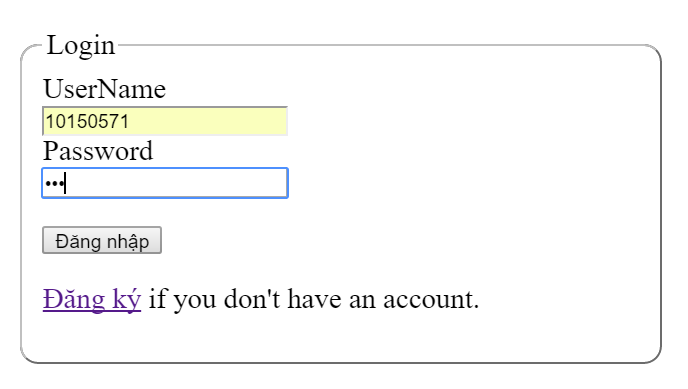 Login
UserName
10150571
Password
•••
Đăng nhập
Đăng ký if you don't have an account.